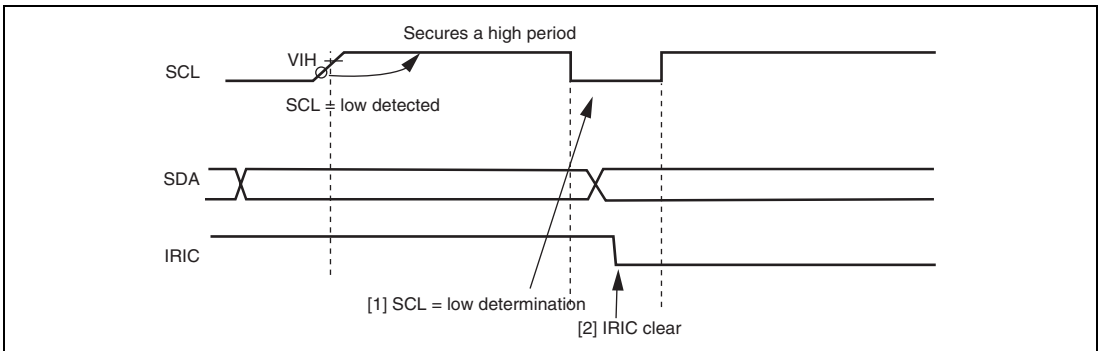 Secures a high period
VIH
SCL
SCL = low detected
SDA
IRIC
[1] SCL = low determination
[2] IRIC clear